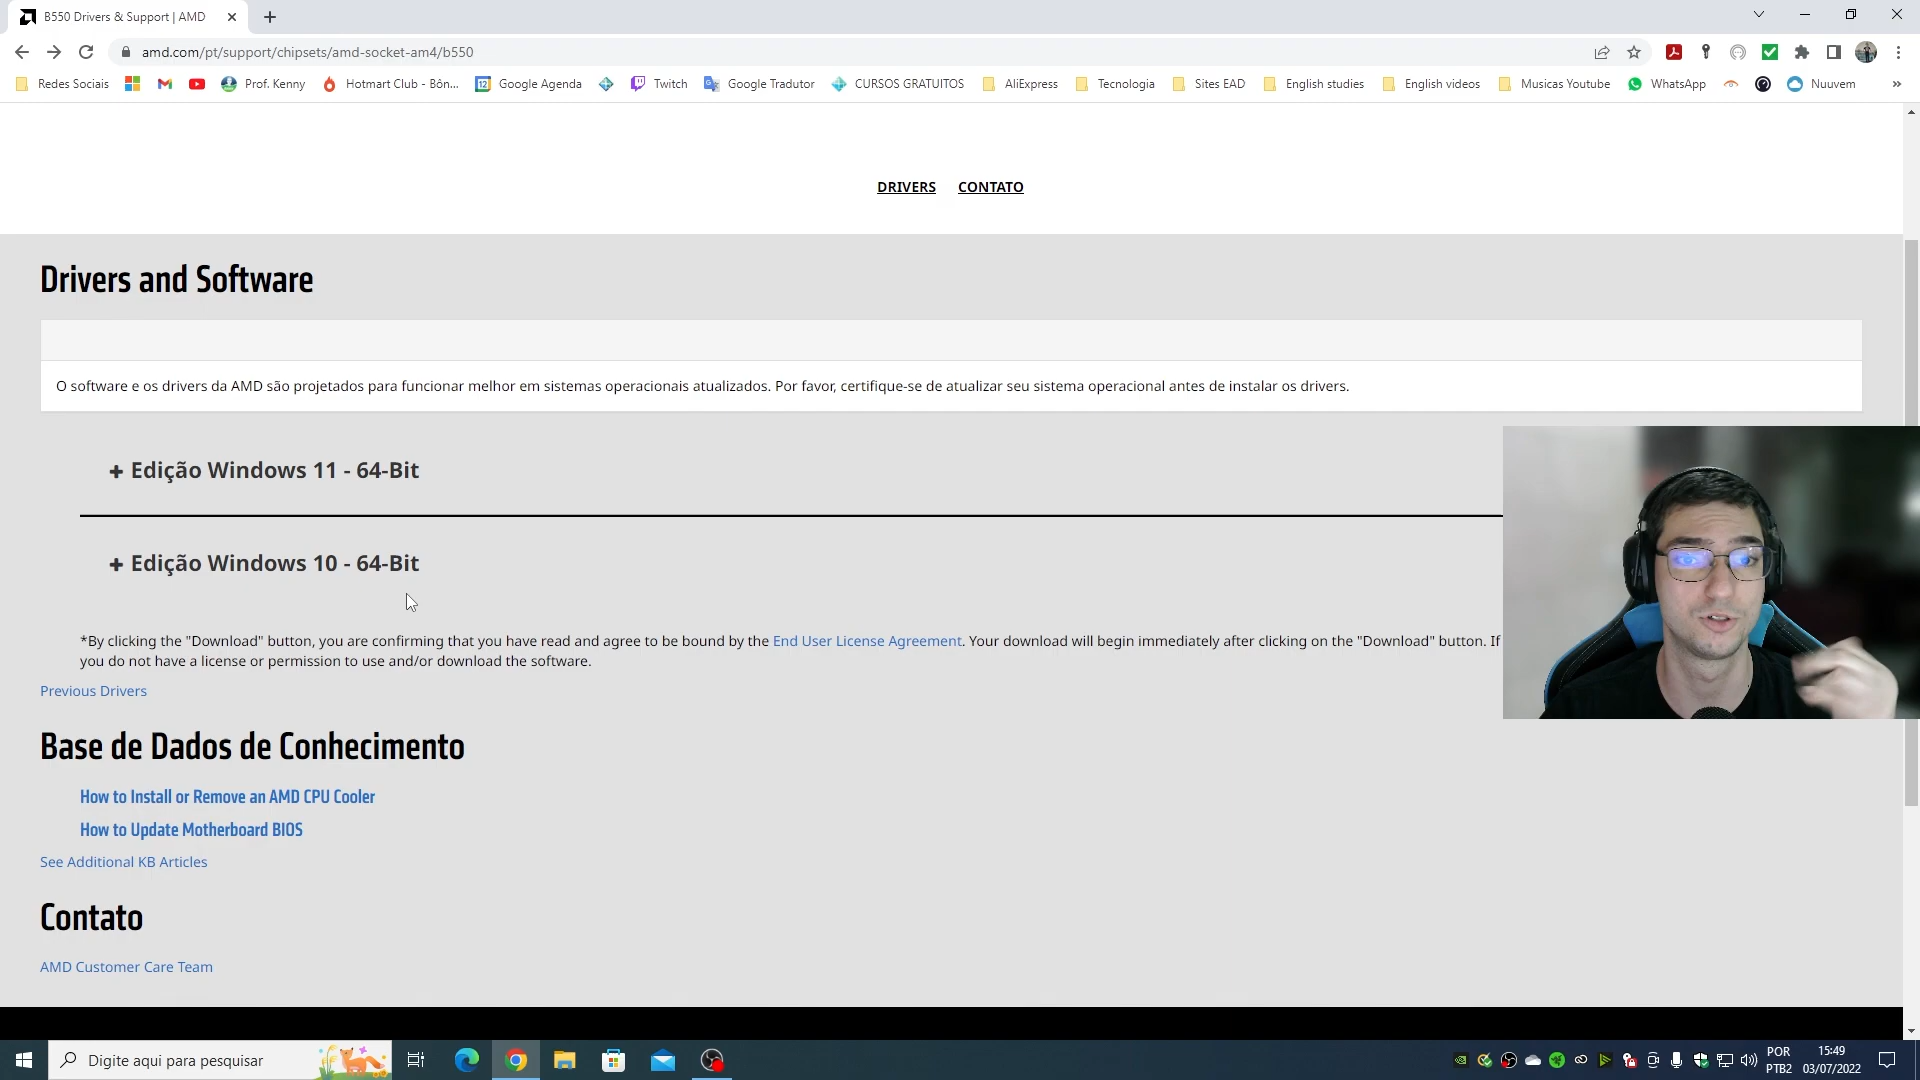 B550 Drivers & Support | AMD
amd.com/pt/support/chipsets/amd-socket-am4/b550
Redes Sociais
Prof. Kenny
Hotmart Club - Bôn...
12
Google Agenda
Twitch
Google Tradutor
CURSOS GRATUITOS
AliExpress
Tecnologia
Sites EAD
English studies
English videos
Musicas Youtube
WhatsApp
Nuuvem
»
DRIVERS
CONTATO
Drivers and Software
O software e os drivers da AMD são projetados para funcionar melhor em sistemas operacionais atualizados. Por favor, certifique-se de atualizar seu sistema operacional antes de instalar os drivers.
+ Edição Windows 11 - 64-Bit
+ Edição Windows 10 - 64-Bit
*By clicking the "Download" button, you are confirming that you have read and agree to be bound by the End User License Agreement. Your download will begin immediately after clicking on the "Download" button. If
you do not have a license or permission to use and/or download the software.
Previous Drivers
Base de Dados de Conhecimento
How to Install or Remove an AMD CPU Cooler
How to Update Motherboard BIOS
See Additional KB Articles
Contato
AMD Customer Care Team
Digite aqui para pesquisar
POR
PTB2
15:49
03/07/2022